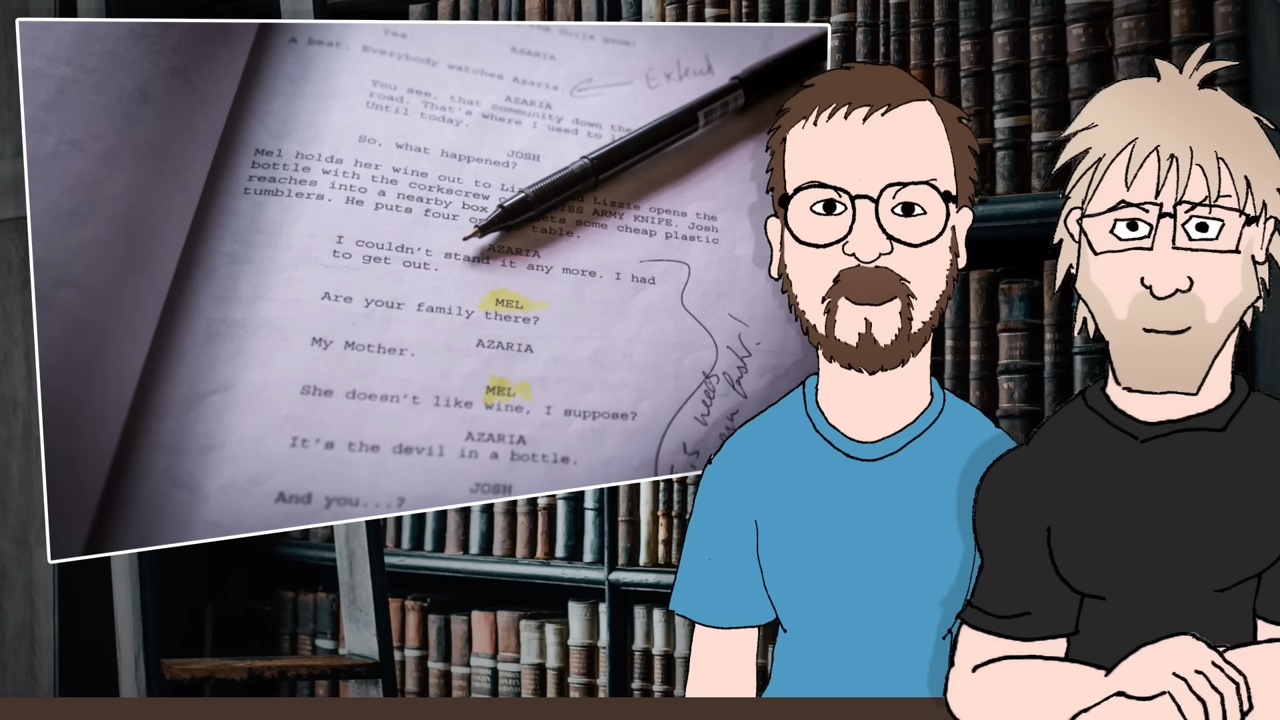 Yes.
AZARIA
A beat. Everybody watches Azaria.
Extend
AZARIA
You see, that community down the
road. That's where I used to
Until today.
JOSH
So, what happened?
Mel holds her wine out to
bottle with the corkscrew Lizzie opens the
reaches into a nearby box ARMY KNIFE. Josh
tumblers. He puts four some cheap plastic
table.
AZARIA
I couldn't stand it any more. I had
to get out.
MEL
Are your family there?
AZARIA
My Mother.
MEL
She doesn't like wine, I suppose?
AZARIA
It's the devil in a bottle.
JOSH
And you...?
needs